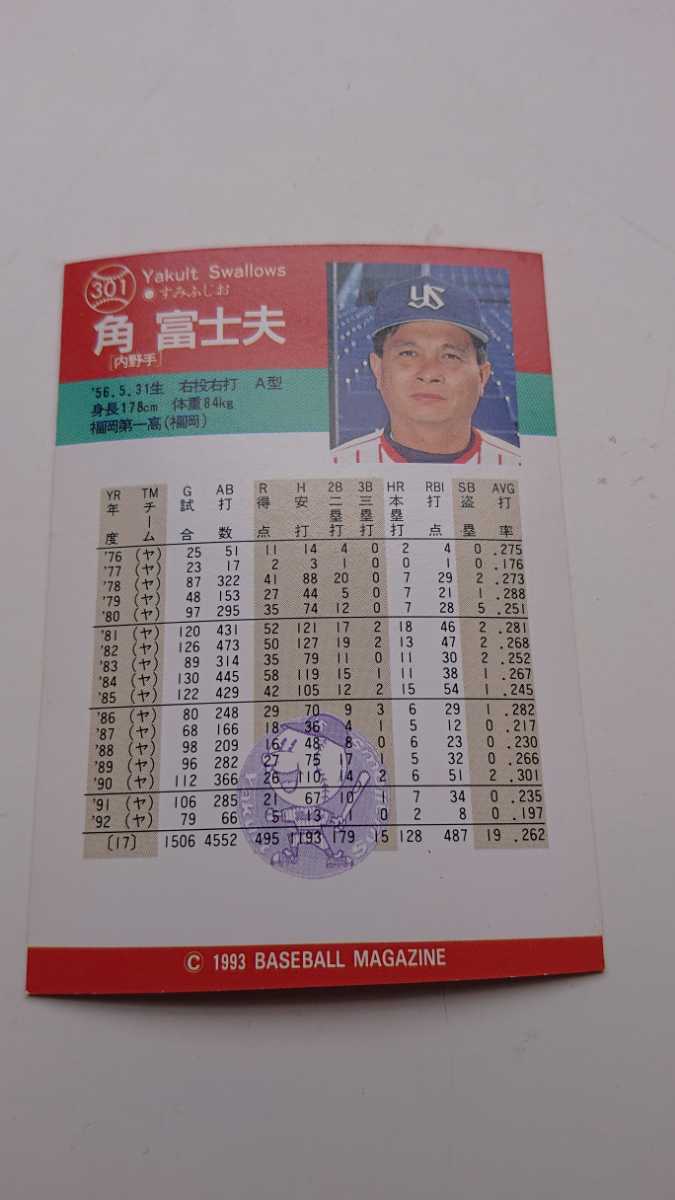 301 Yakult Swallows
●すみふじお
角 富士夫
[内野手]
'56.5.31生 右投右打 A型
身長178cm 体重84kg
福岡第一高(福岡)
YS
YR TM G AB R H 2B 3B HR RBI SB AVG
年度 チーム 試合 打数 得点 安打 二塁打 三塁打 本塁打 打点 盗塁 打率
'76 (ヤ) 25 51 11 14 4 0 2 4 0 .275
'77 (ヤ) 23 17 2 3 1 0 0 1 0 .176
'78 (ヤ) 87 322 41 88 20 0 7 29 2 .273
'79 (ヤ) 48 153 27 44 5 0 7 21 1 .288
'80 (ヤ) 97 295 35 74 12 0 7 28 5 .251
'81 (ヤ) 120 431 52 121 17 2 18 46 2 .281
'82 (ヤ) 126 473 50 127 19 2 13 47 2 .268
'83 (ヤ) 89 314 35 79 11 0 11 30 2 .252
'84 (ヤ) 130 445 58 119 15 1 11 38 1 .267
'85 (ヤ) 122 429 42 105 12 2 15 54 1 .245
'86 (ヤ) 80 248 29 70 9 3 6 29 1 .282
'87 (ヤ) 68 166 18 36 4 1 5 12 0 .217
'88 (ヤ) 98 209 16 48 8 0 6 23 0 .230
'89 (ヤ) 96 282 27 75 17 1 5 32 0 .266
'90 (ヤ) 112 366 26 110 14 2 6 51 2 .301
'91 (ヤ) 106 285 21 67 10 1 7 34 0 .235
'92 (ヤ) 79 66 5 13 1 0 2 8 0 .197
[17] 1506 4552 495 1193 179 15 128 487 19 .262
© 1993 BASEBALL MAGAZINE